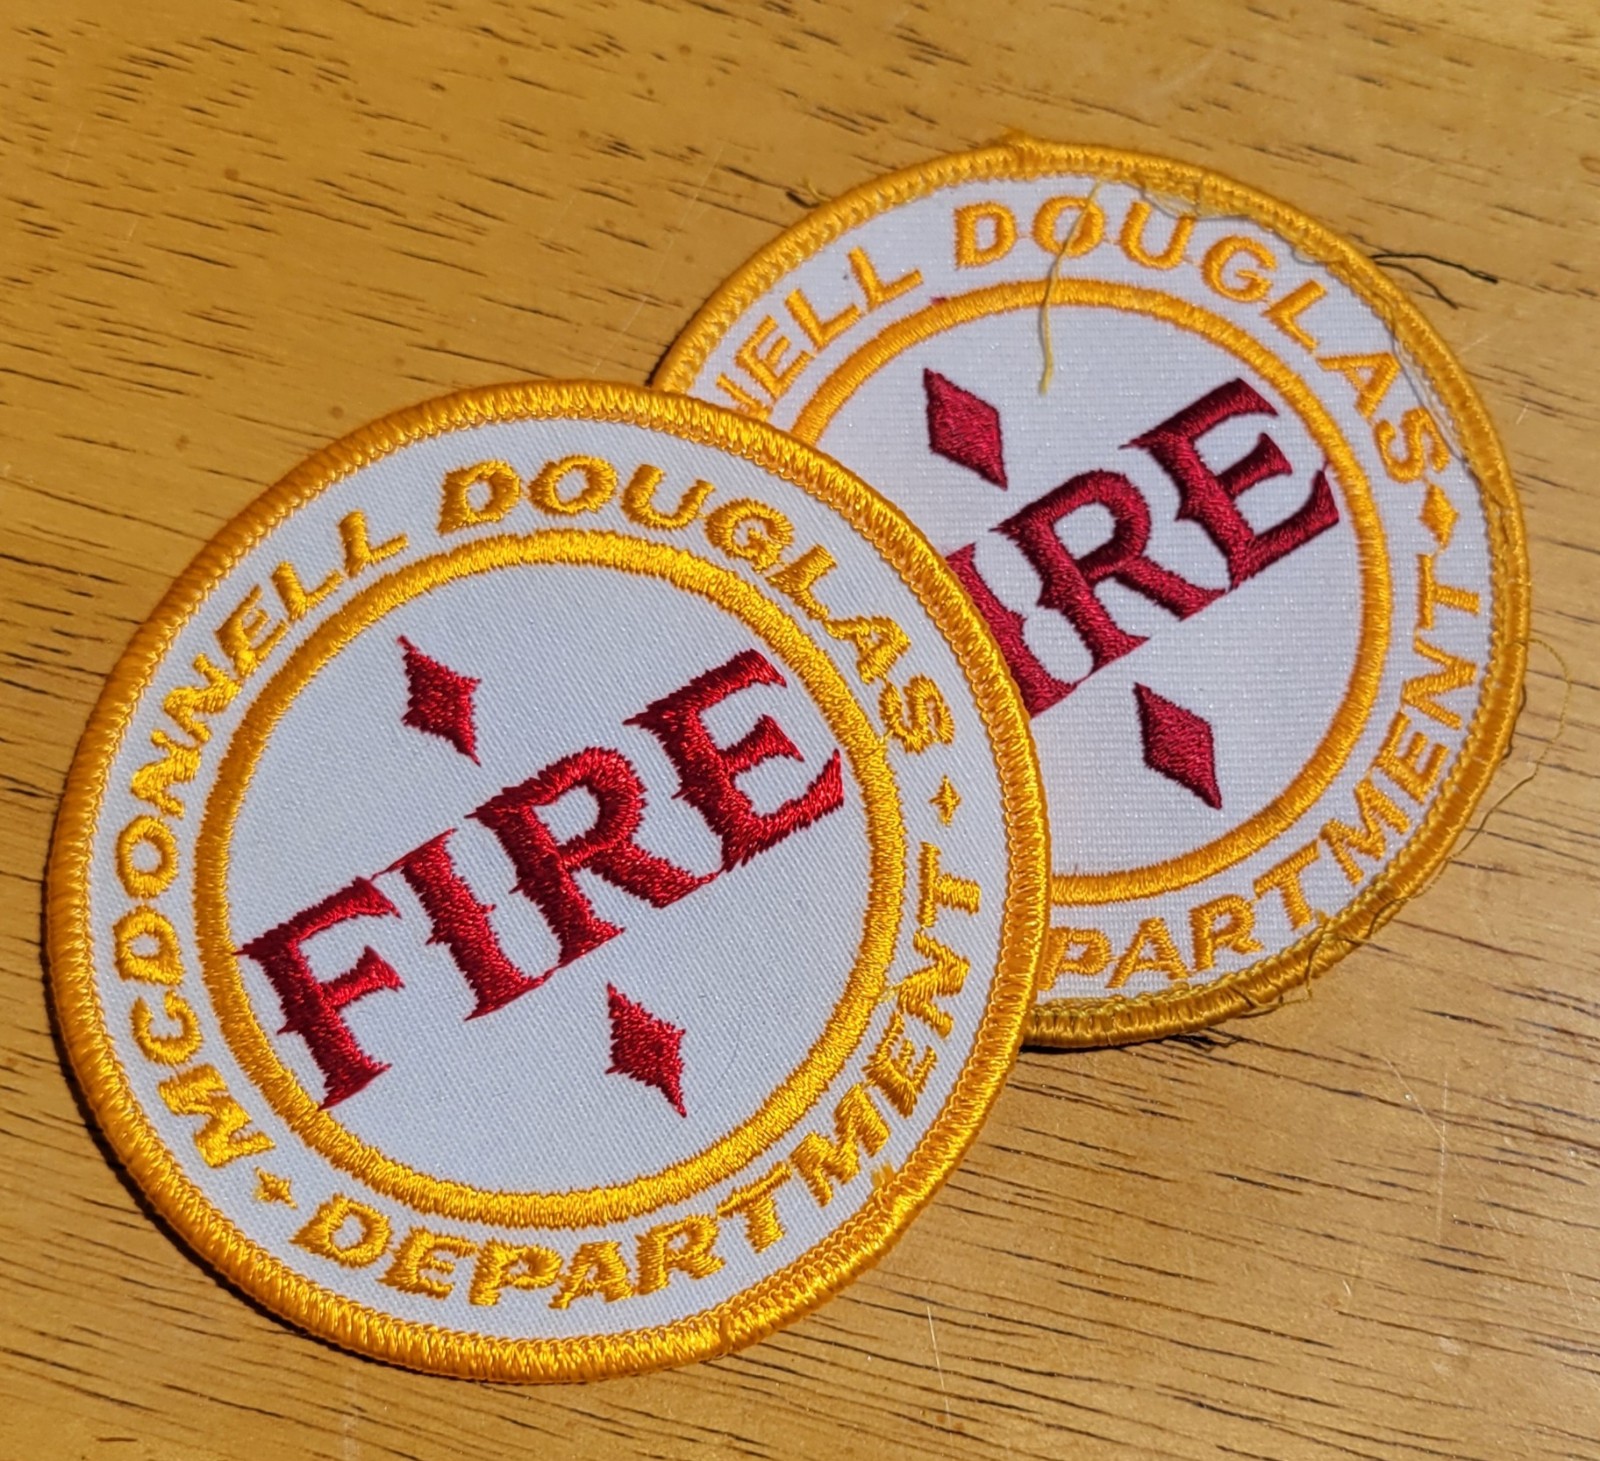 MCDONNELL DOUGLAS
FIRE
DEPARTMENT
NELL DOUGLAS
IRE
PARTMENT